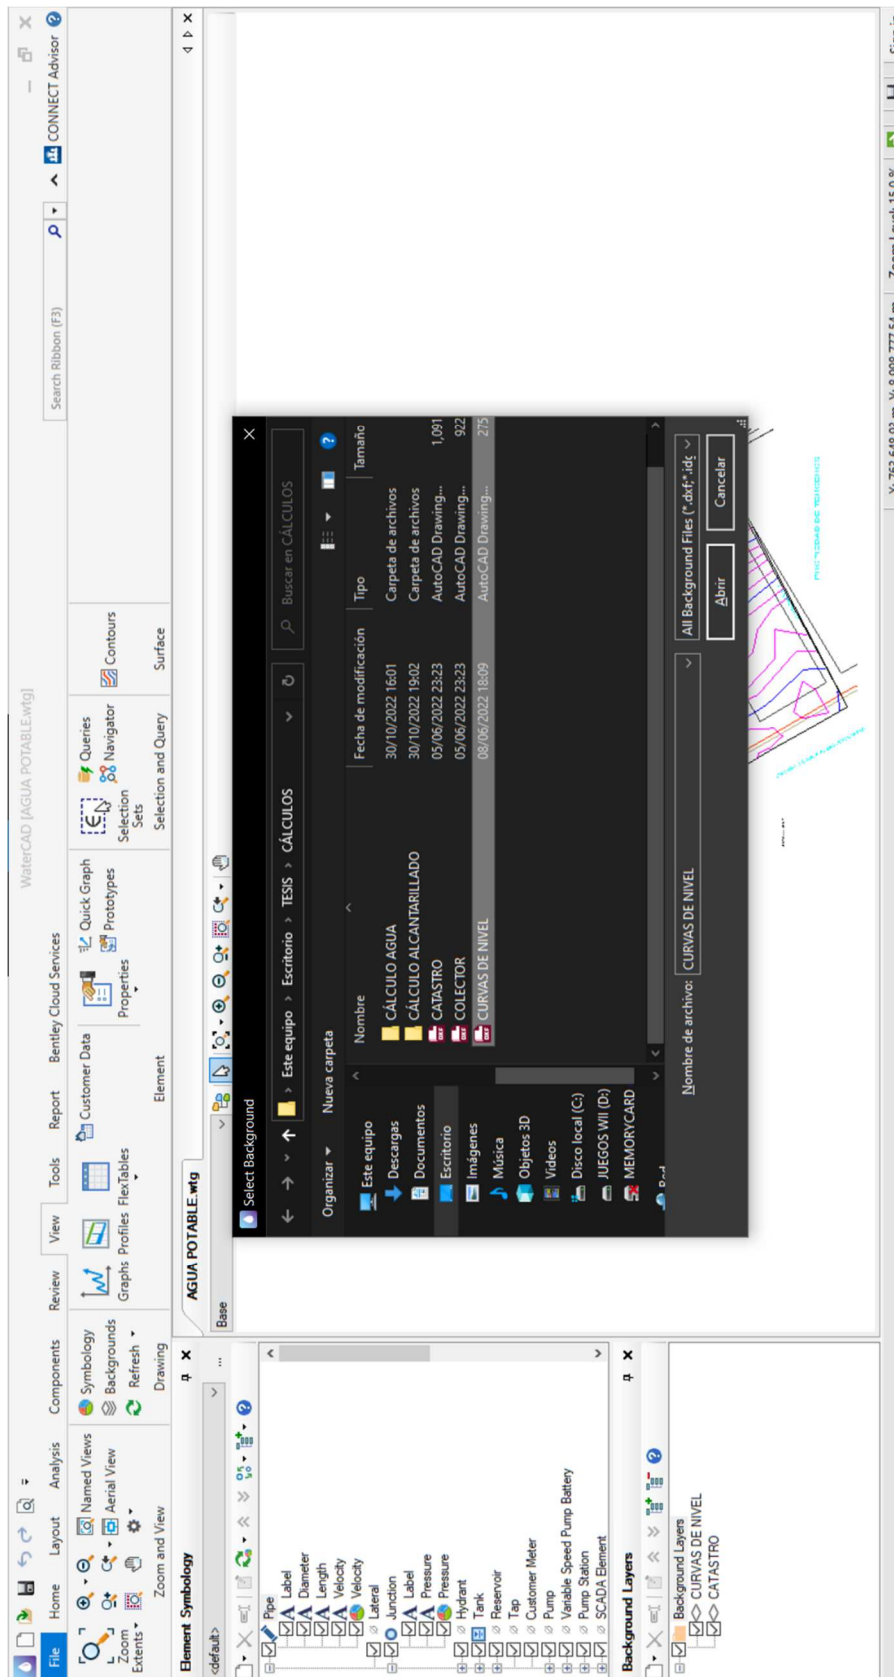 WaterCAD [AGUA POTABLE.wtg]
File
Home
Layout
Analysis
Components
Review
View
Tools
Report
Bentley Cloud Services
Search Ribbon (F3)
CONNECT Advisor
Zoom
Extents
Named Views
Aerial View
Zoom and View
Symbology
Backgrounds
Refresh
Drawing
Graphs
Profiles
FlexTables
Customer Data
Element
Properties
Quick Graph
Prototypes
Selection
Sets
Queries
Navigator
Selection and Query
Contours
Surface
Element Symbology
<default>
Pipe
Label
Diameter
Length
Velocity
Velocity
Lateral
Junction
Label
Pressure
Pressure
Hydrant
Tank
Reservoir
Tap
Customer Meter
Pump
Variable Speed Pump Battery
Pump Station
SCADA Element
Background Layers
Background Layers
CURVAS DE NIVEL
CATASTRO
AGUA POTABLE.wtg
Base
Select Background
Este equipo > Escritorio > TESIS > CÁLCULOS
Buscar en CÁLCULOS
Organizar
Nueva carpeta
Este equipo
Descargas
Documentos
Escritorio
Imágenes
Música
Objetos 3D
Vídeos
Disco local (C:)
JUEGOS WII (D:)
MEMORYCARD
Red
Nombre Fecha de modificación Tipo Tamaño
CÁLCULO AGUA 30/10/2022 16:01 Carpeta de archivos
CÁLCULO ALCANTARILLADO 30/10/2022 19:02 Carpeta de archivos
CATASTRO 05/06/2022 23:23 AutoCAD Drawing... 1,091
COLECTOR 05/06/2022 23:23 AutoCAD Drawing... 922
CURVAS DE NIVEL 08/06/2022 18:09 AutoCAD Drawing... 275
Nombre de archivo: CURVAS DE NIVEL
All Background Files (*.dxf;*.idg
Abrir
Cancelar
PROPIEDAD DE TERCEROS